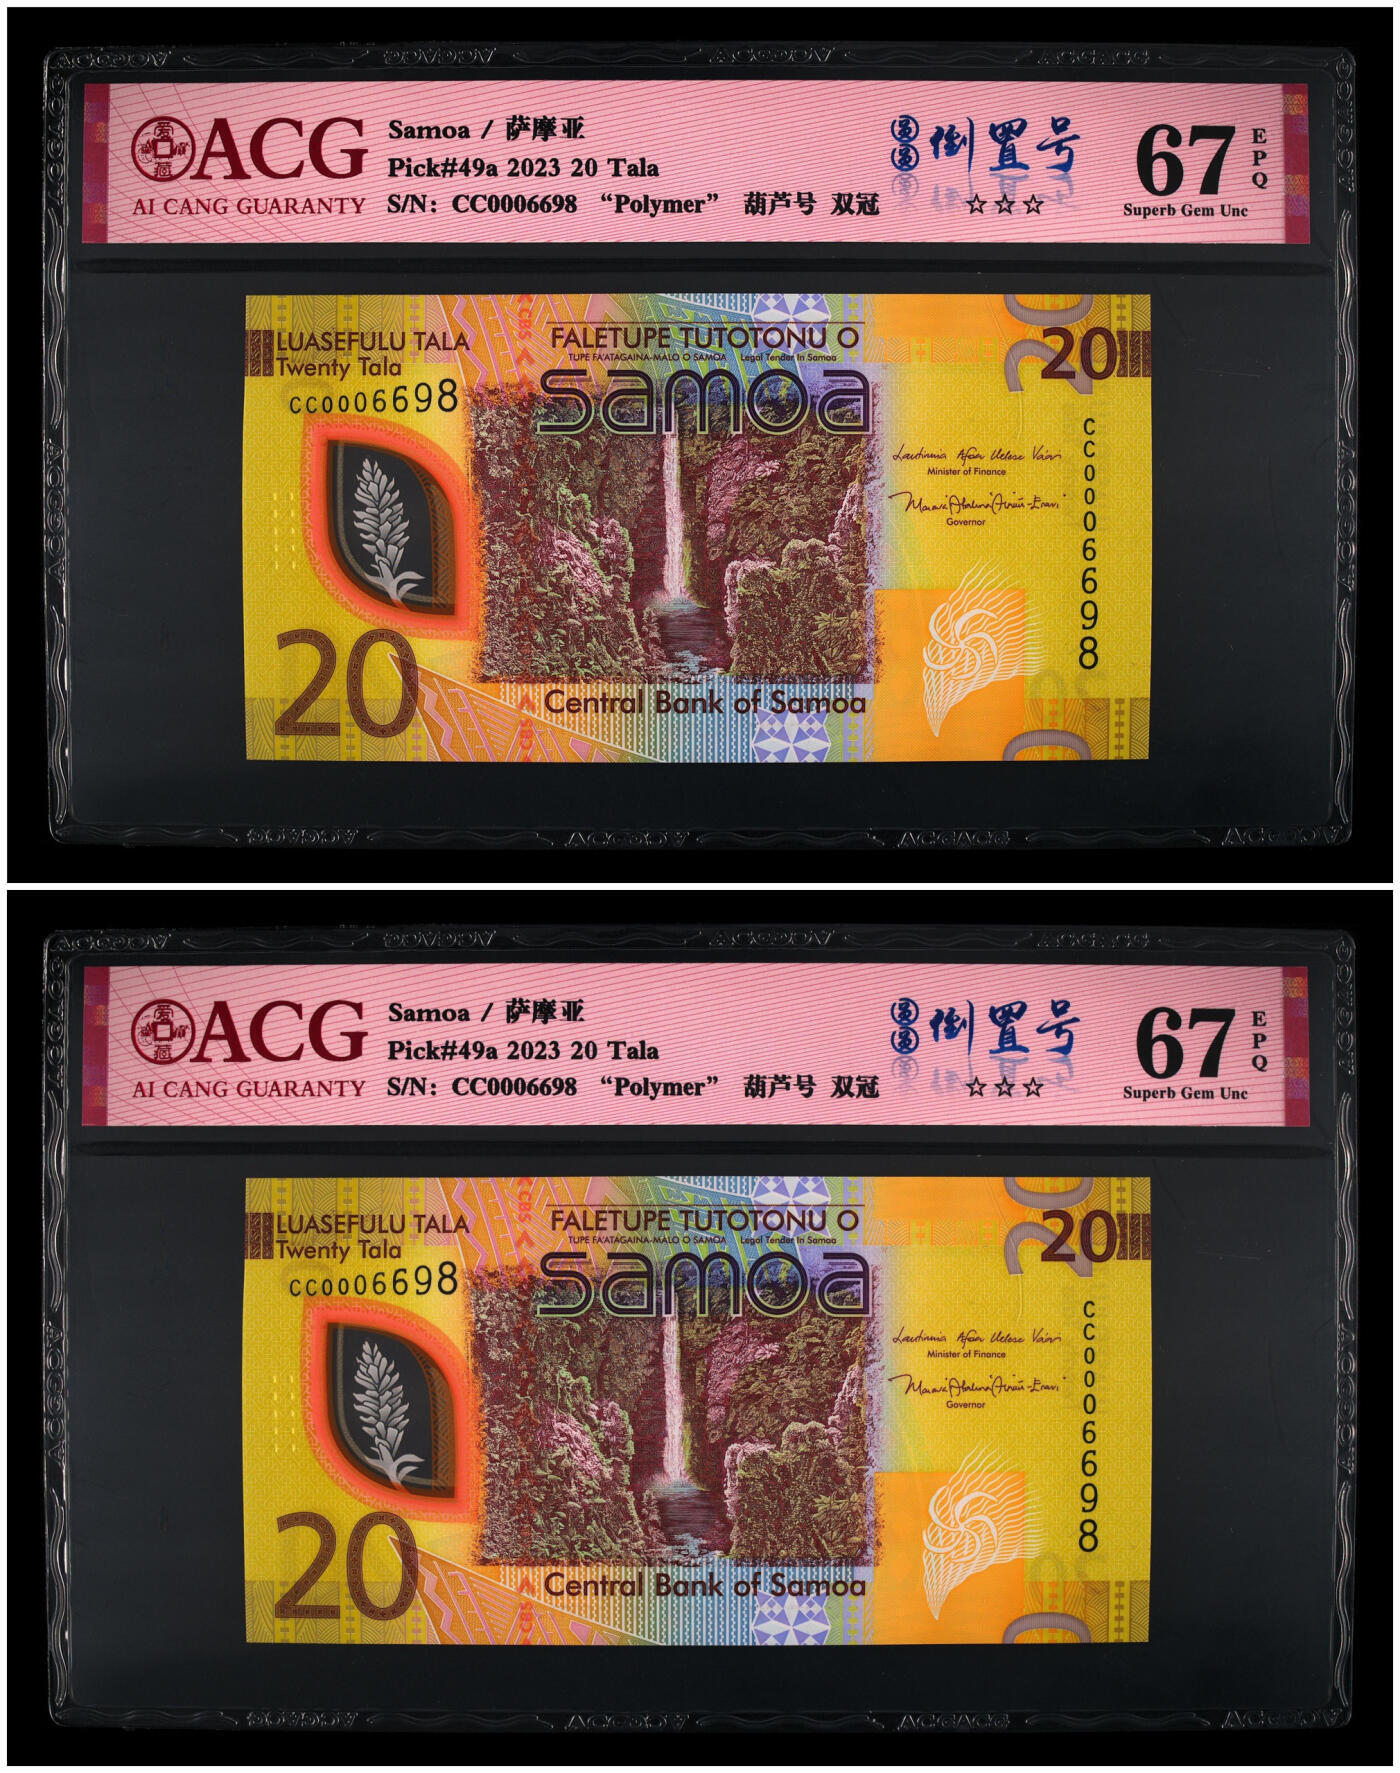 ACG
AI CANG GUARANTY
Samoa / 萨摩亚
Pick#49a 2023 20 Tala
S/N: CC0006698 “Polymer” 葫芦号 双冠
倒置号
☆☆☆
67
EPQ
Superb Gem Unc
LUASEFULU TALA
Twenty Tala
CC0006698
FALETUPE TUTOTONU O
TUPE FA'ATAGAINA-MALO O SAMOA Legal Tender In Samoa
samoa
20
Minister of Finance
Governor
CC0006698
20
CBS
CBS
Central Bank of Samoa
ACG
AI CANG GUARANTY
Samoa / 萨摩亚
Pick#49a 2023 20 Tala
S/N: CC0006698 “Polymer” 葫芦号 双冠
倒置号
☆☆☆
67
EPQ
Superb Gem Unc
LUASEFULU TALA
Twenty Tala
CC0006698
FALETUPE TUTOTONU O
TUPE FA'ATAGAINA-MALO O SAMOA Legal Tender In Samoa
samoa
20
Minister of Finance
Governor
CC0006698
20
CBS
CBS
Central Bank of Samoa